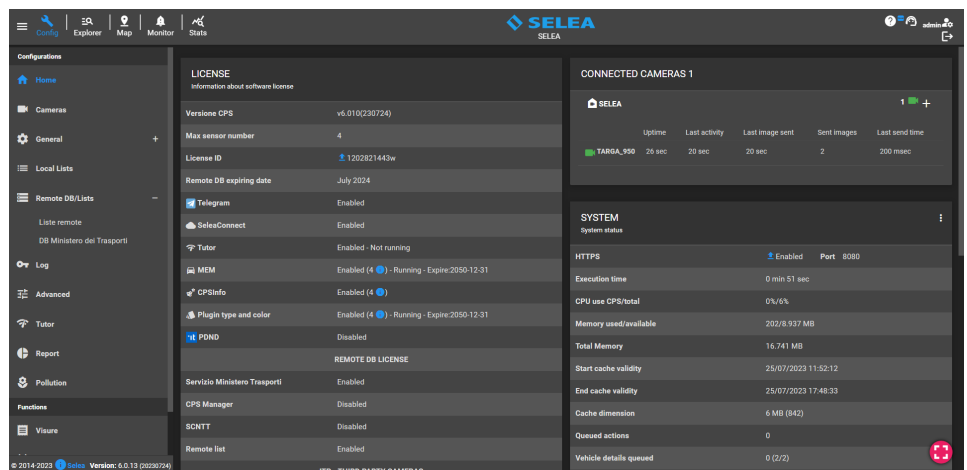 Config
Explorer
Map
Monitor
Stats
SELEA
SELEA
admin
Configurations
Home
Cameras
General +
Local Lists
Remote DB/Lists −
Liste remote
DB Ministero dei Trasporti
Log
Advanced
Tutor
Report
Pollution
Functions
Visure
© 2014-2023 Selea Version: 6.0.13 (20230724)
LICENSE
Information about software license
Versione CPS v6.010(230724)
Max sensor number 4
License ID 1202821443w
Remote DB expiring date July 2024
Telegram Enabled
SeleaConnect Enabled
Tutor Enabled - Not running
MEM Enabled (4 ) - Running - Expire:2050-12-31
CPSInfo Enabled (4 )
Plugin type and color Enabled (4 ) - Running - Expire:2050-12-31
PDND Disabled
REMOTE DB LICENSE
Servizio Ministero Trasporti Enabled
CPS Manager Disabled
SCNTT Disabled
Remote list Enabled
CONNECTED CAMERAS 1
SELEA 1 +
Uptime Last activity Last image sent Sent images Last send time
TARGA_950 26 sec 20 sec 20 sec 2 200 msec
SYSTEM
System status
HTTPS Enabled Port 8080
Execution time 0 min 51 sec
CPU use CPS/total 0%/6%
Memory used/available 202/8.937 MB
Total Memory 16.741 MB
Start cache validity 25/07/2023 11:52:12
End cache validity 25/07/2023 17:48:33
Cache dimension 6 MB (842)
Queued actions 0
Vehicle details queued 0 (2/2)